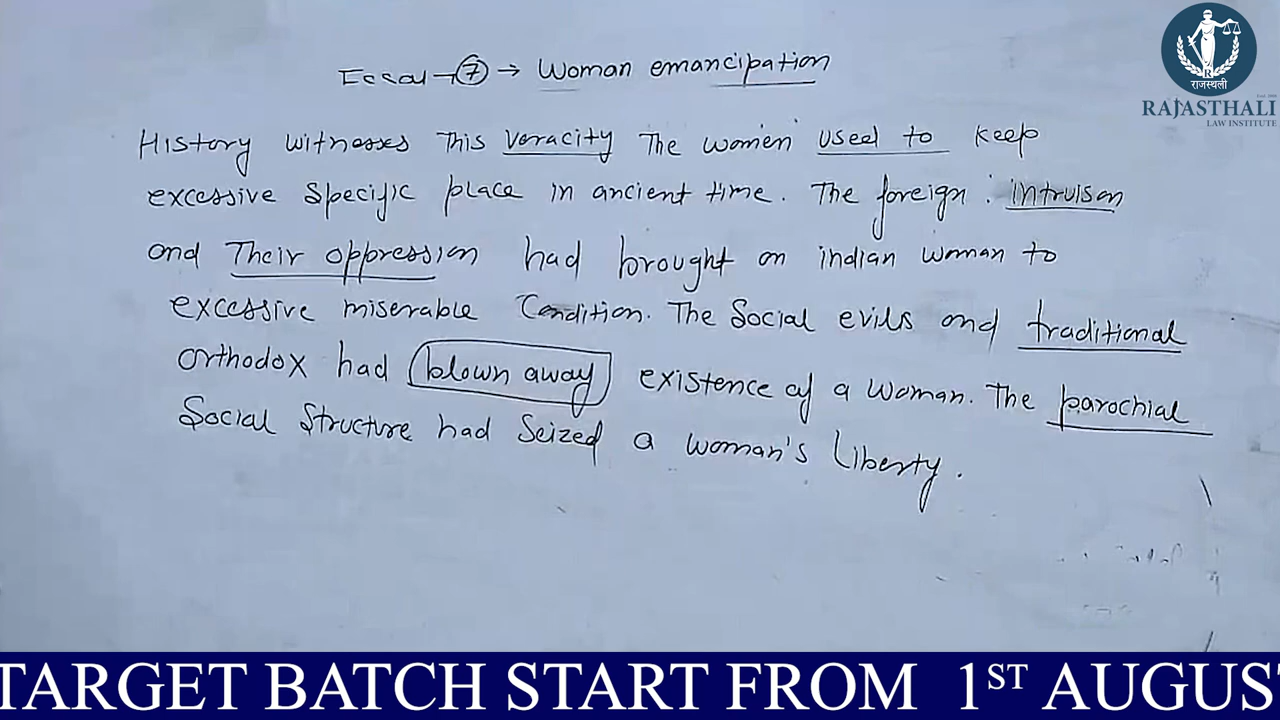 Essay → 7 → Woman emancipation
History witnesses this veracity The women used to keep
excessive specific place in ancient time. The foreign intruison
and Their oppression had brought on indian woman to
excessive miserable Condition. The Social evils and traditional
orthodox had blown away existence of a woman. The parochial
Social Structure had Seized a woman's Liberty.
राजस्थली
RAJASTHALI
LAW INSTITUTE
TARGET BATCH START FROM 1ST AUGUS